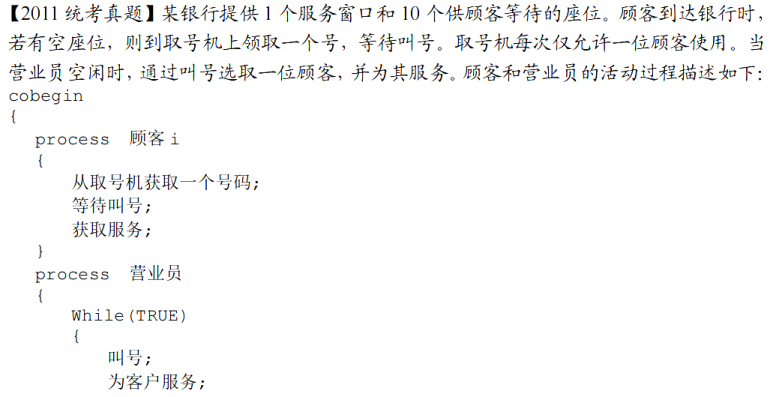 【2011 统考真题】某银行提供 1 个服务窗口和 10 个供顾客等待的座位。顾客到达银行时，
若有空座位，则到取号机上领取一个号，等待叫号。取号机每次仅允许一位顾客使用。当
营业员空闲时，通过叫号选取一位顾客，并为其服务。顾客和营业员的活动过程描述如下：
cobegin
{
process 顾客 i
{
从取号机获取一个号码;
等待叫号;
获取服务;
}
process 营业员
{
While(TRUE)
{
叫号;
为客户服务;